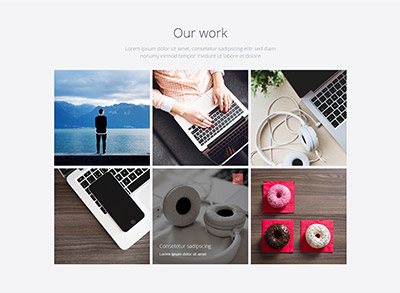 Our work
Lorem ipsum dolor sit amet, consetetur sadipscing elitr, sed diam
nonumy eirmod tempor invidunt ut labore et dolore
Consetetur sadipscing
Lorem ipsum dolor sit amet